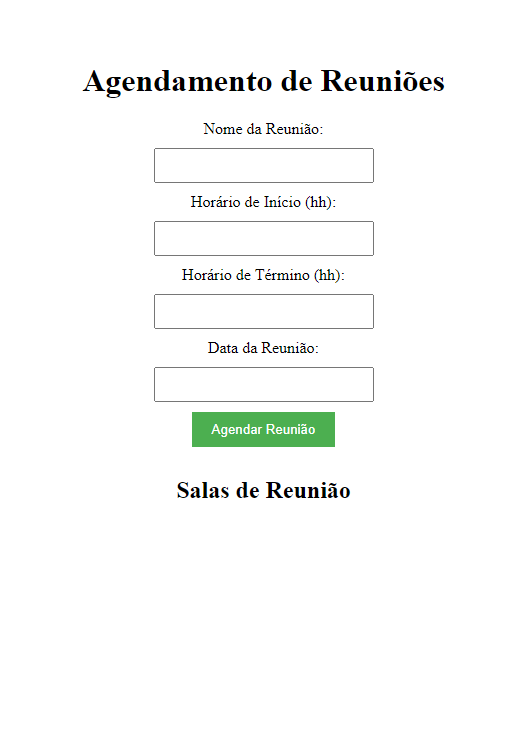 Agendamento de Reuniões
Nome da Reunião:
Horário de Início (hh):
Horário de Término (hh):
Data da Reunião:
Agendar Reunião
Salas de Reunião